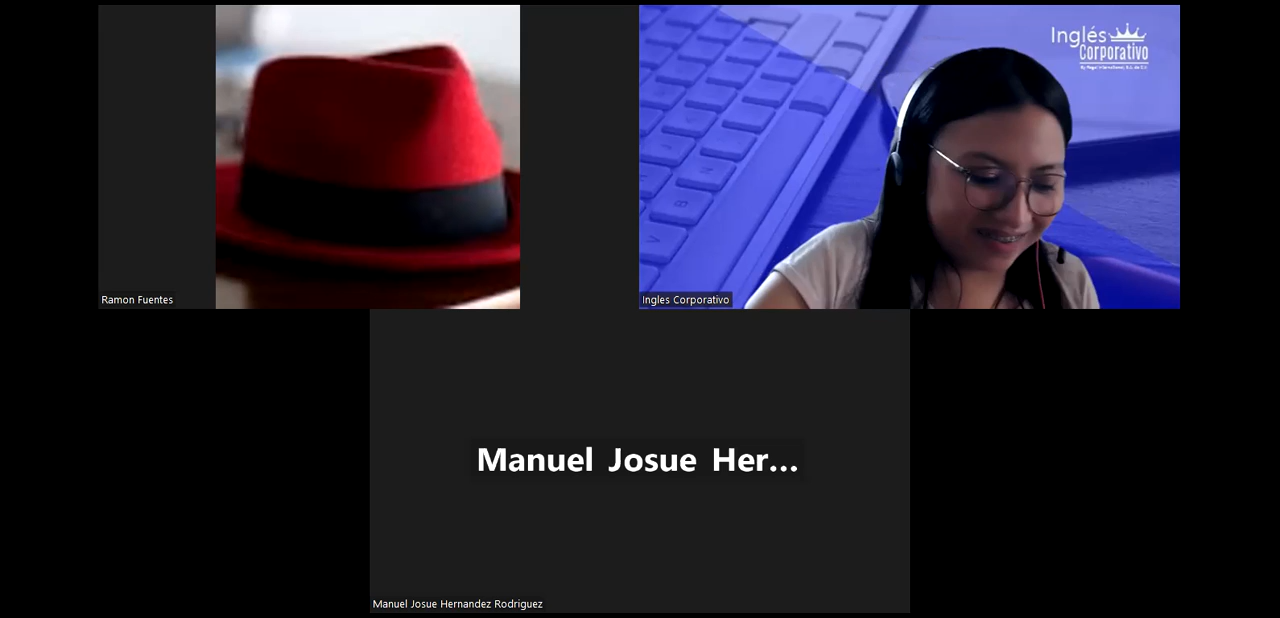 Inglés
Corporativo
Ramon Fuentes
Ingles Corporativo
Manuel Josue Her...
Manuel Josue Hernandez Rodriguez